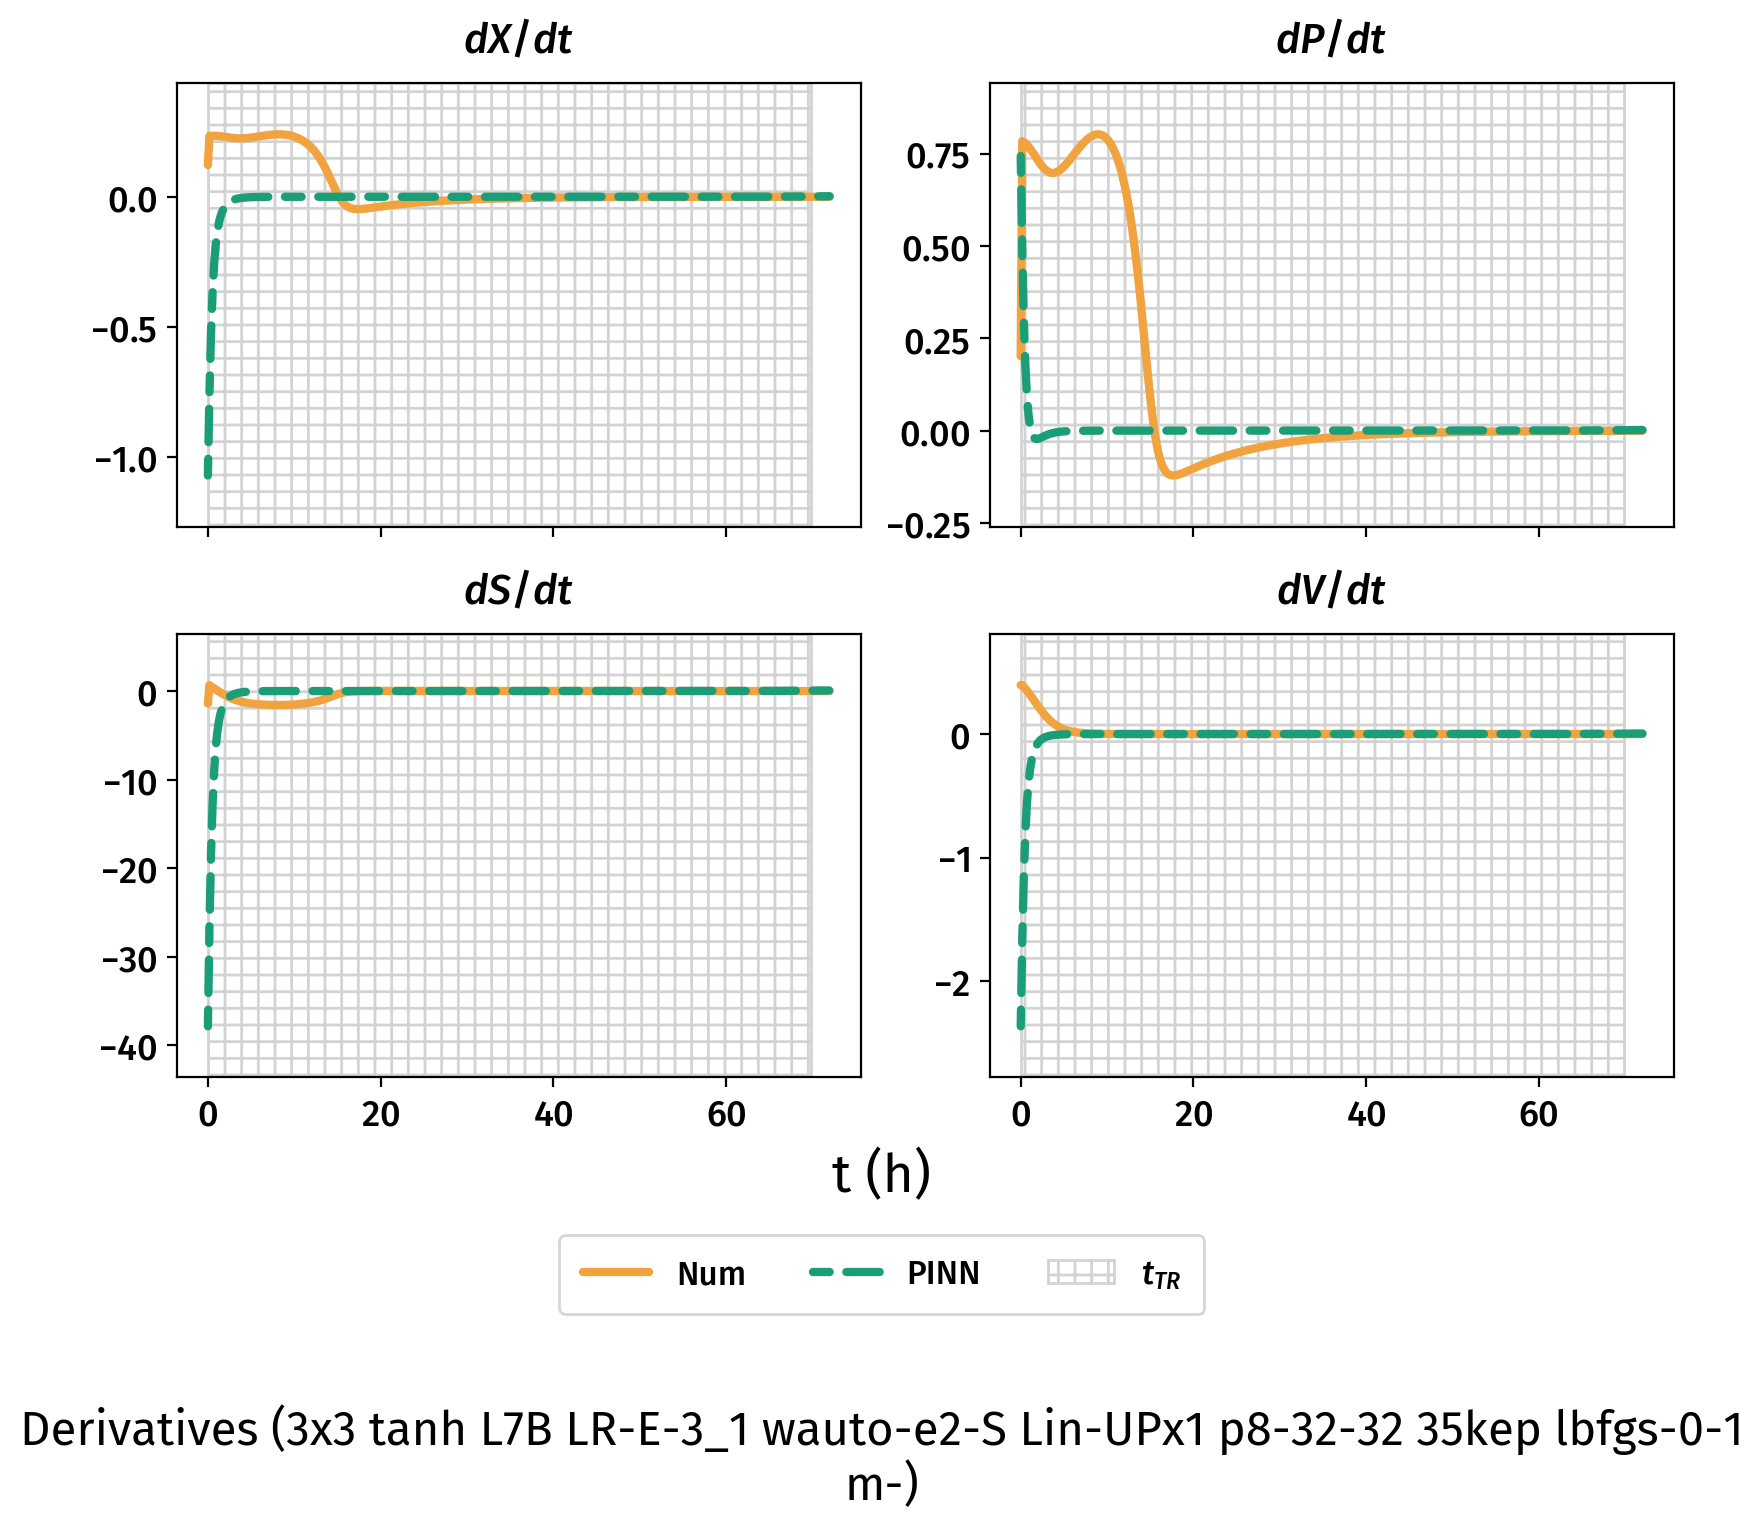 dX/dt
dP/dt
0.0
−0.5
−1.0
0.75
0.50
0.25
0.00
−0.25
dS/dt
dV/dt
0
−10
−20
−30
−40
0
−1
−2
0 20 40 60
0 20 40 60
t (h)
Num PINN tTR
Derivatives (3x3 tanh L7B LR-E-3_1 wauto-e2-S Lin-UPx1 p8-32-32 35kep lbfgs-0-1
m-)